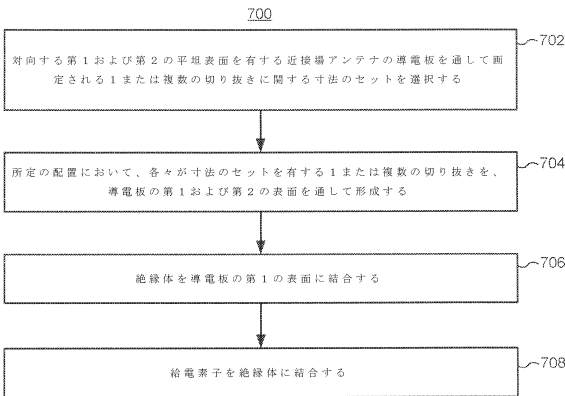 700
702
対向する第1および第2の平坦表面を有する近接場アンテナの導電板を通して画
定される1または複数の切り抜きに関する寸法のセットを選択する
704
所定の配置において、各々が寸法のセットを有する1または複数の切り抜きを、
導電板の第1および第2の表面を通して形成する
706
絶縁体を導電板の第1の表面に結合する
708
給電素子を絶縁体に結合する